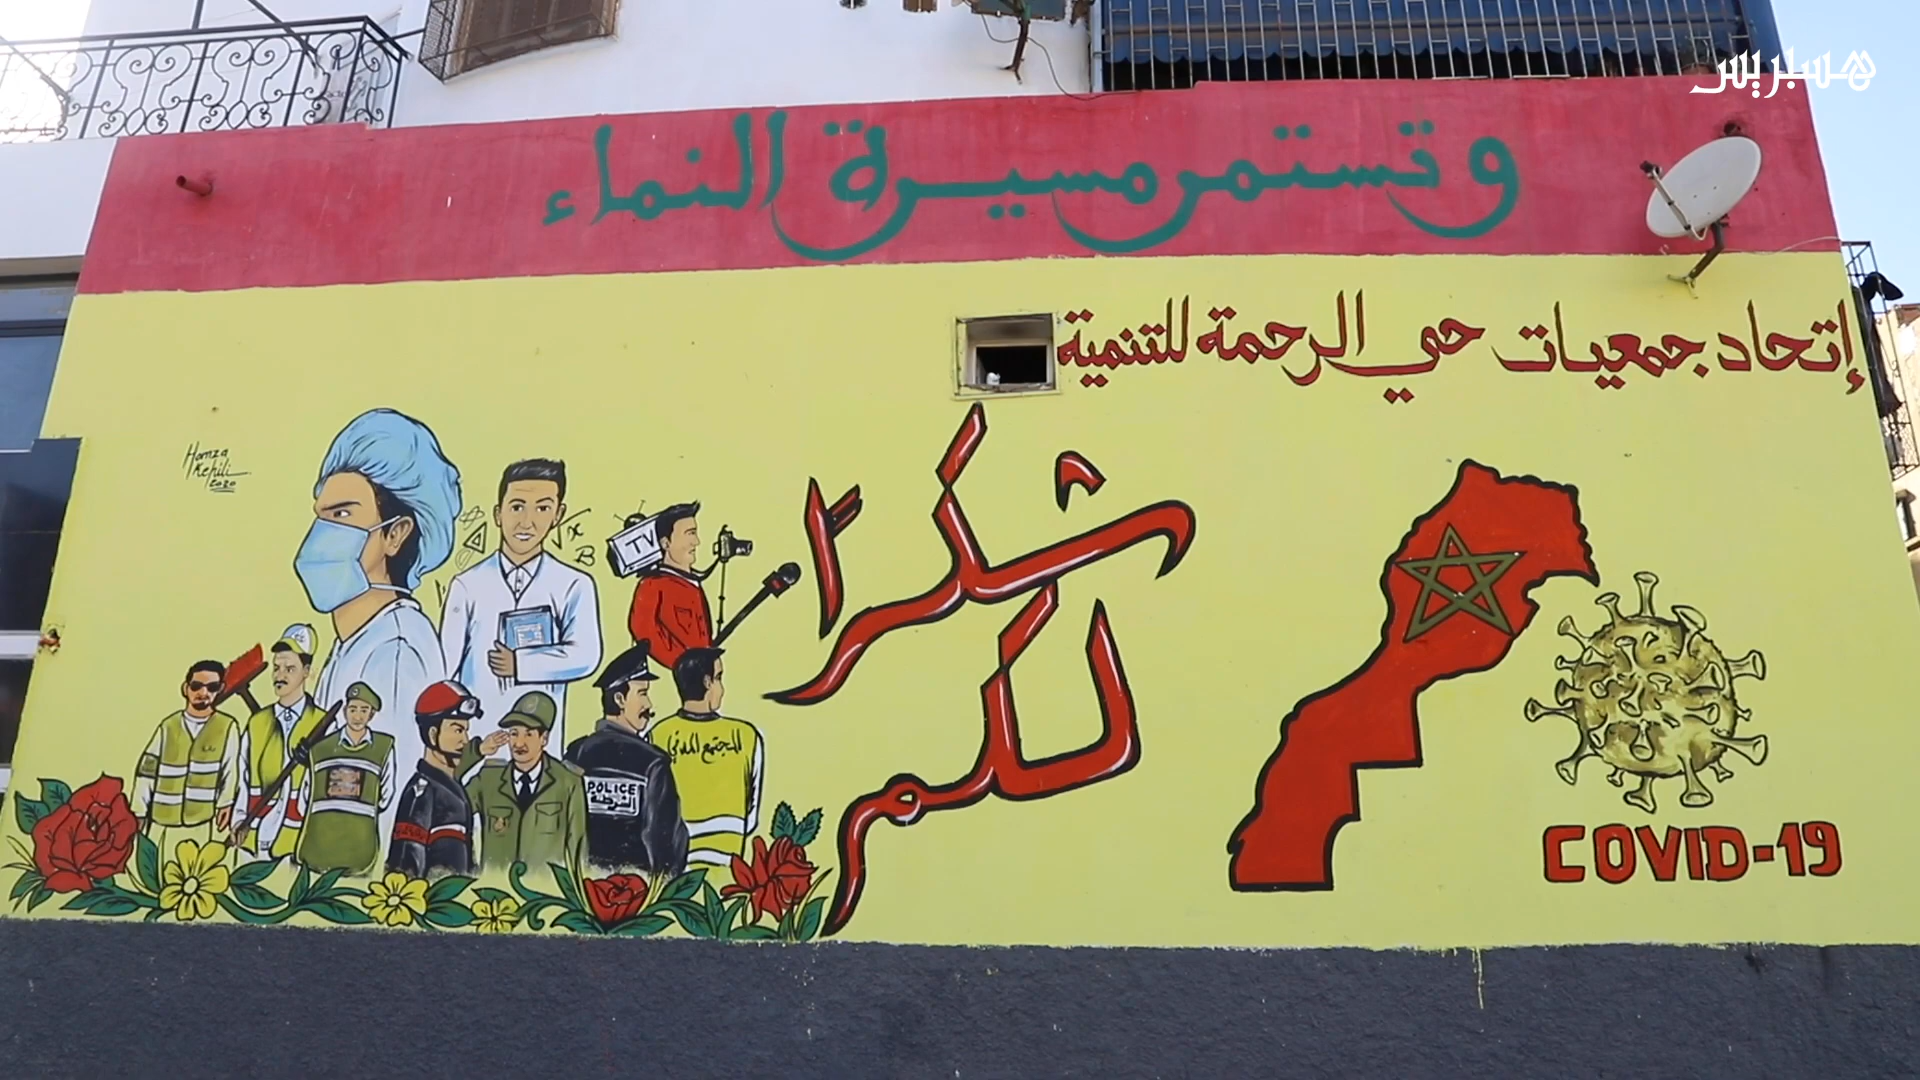 هسبريس
وتستمر مسيرة النماء
إتحاد جمعيات حي الرحمة للتنمية
شكرًا
لكم
Hamza
Kehili
2020
TV
المجتمع المدني
POLICE
الشرطة
COVID-19